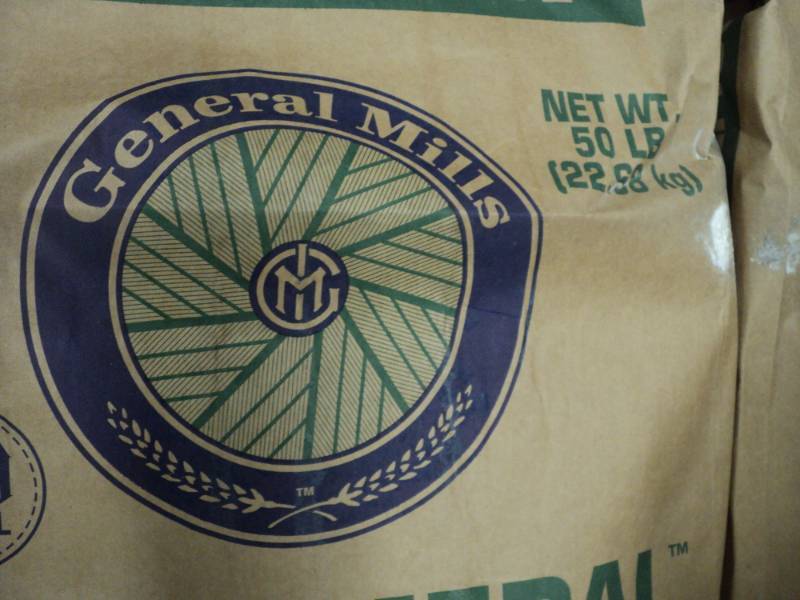 General Mills
NET WT.
50 LB
(22.68 kg)
GM
TM
TM